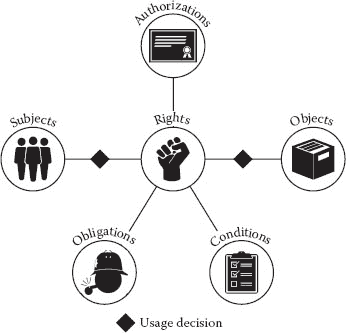 Authorizations
Subjects
Rights
Objects
Obligations
Conditions
Usage decision